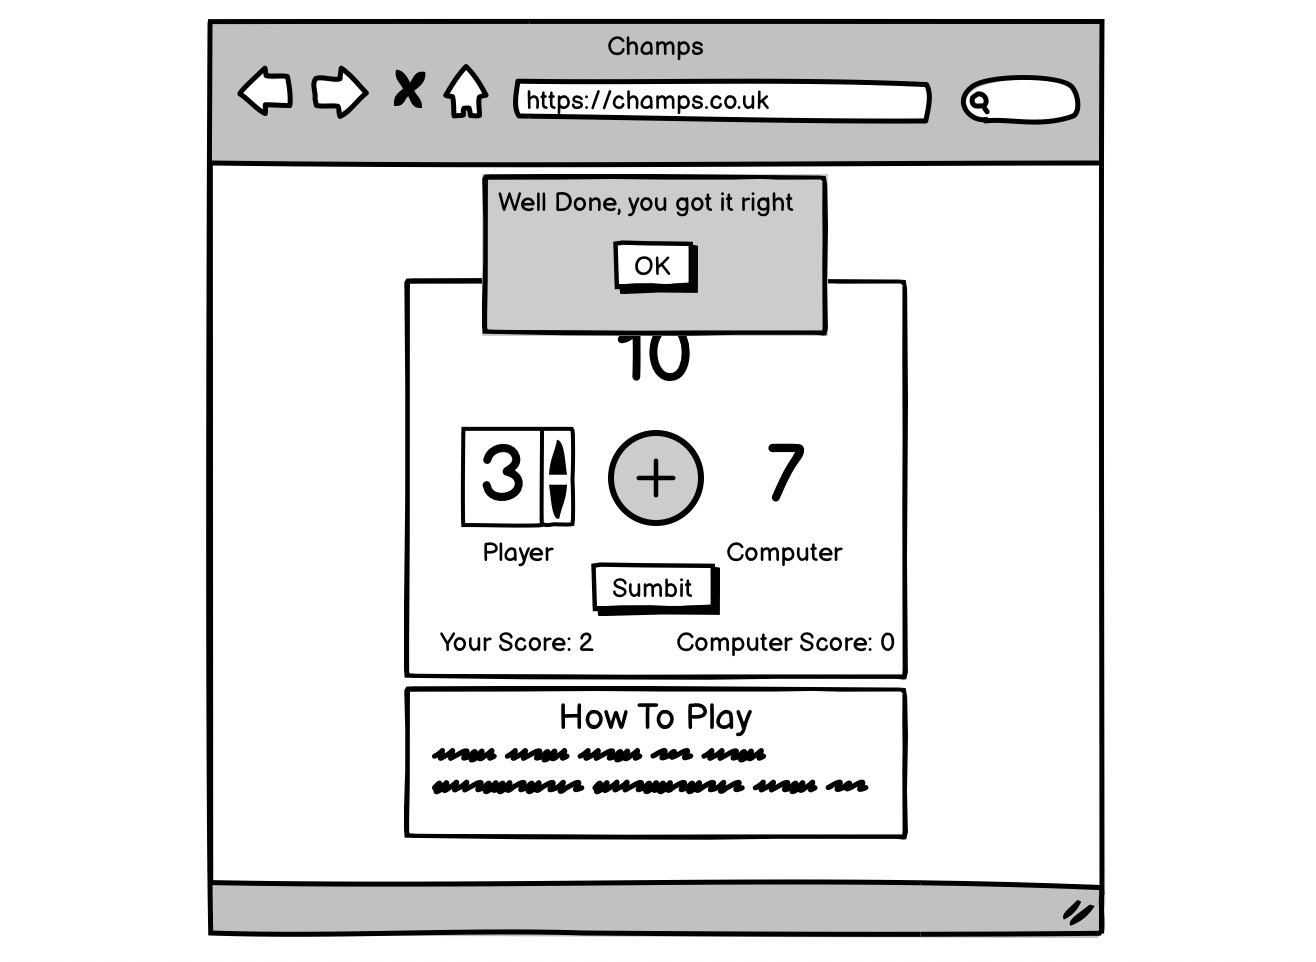 Champs
https://champs.co.uk
Well Done, you got it right
OK
10
3
+
7
Player
Computer
Sumbit
Your Score: 2
Computer Score: 0
How To Play